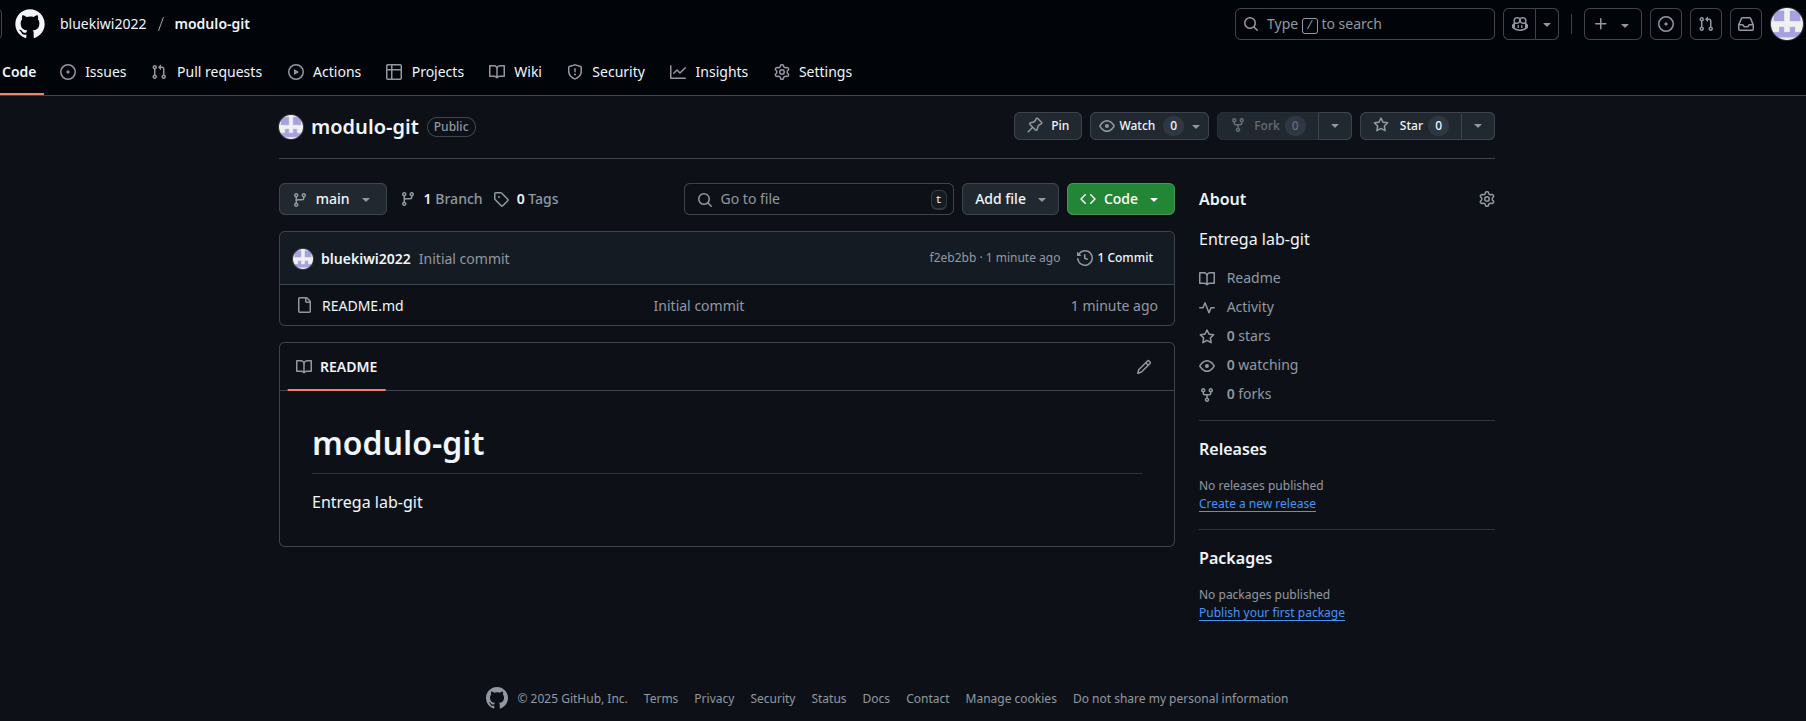 bluekiwi2022 / modulo-git
Type / to search
Code Issues Pull requests Actions Projects Wiki Security Insights Settings
modulo-git Public
Pin Watch 0 Fork 0 Star 0
main 1 Branch 0 Tags
Go to file t Add file Code
bluekiwi2022 Initial commit f2eb2bb · 1 minute ago 1 Commit
README.md Initial commit 1 minute ago
README
modulo-git
Entrega lab-git
About
Entrega lab-git
Readme
Activity
0 stars
0 watching
0 forks
Releases
No releases published
Create a new release
Packages
No packages published
Publish your first package
© 2025 GitHub, Inc. Terms Privacy Security Status Docs Contact Manage cookies Do not share my personal information